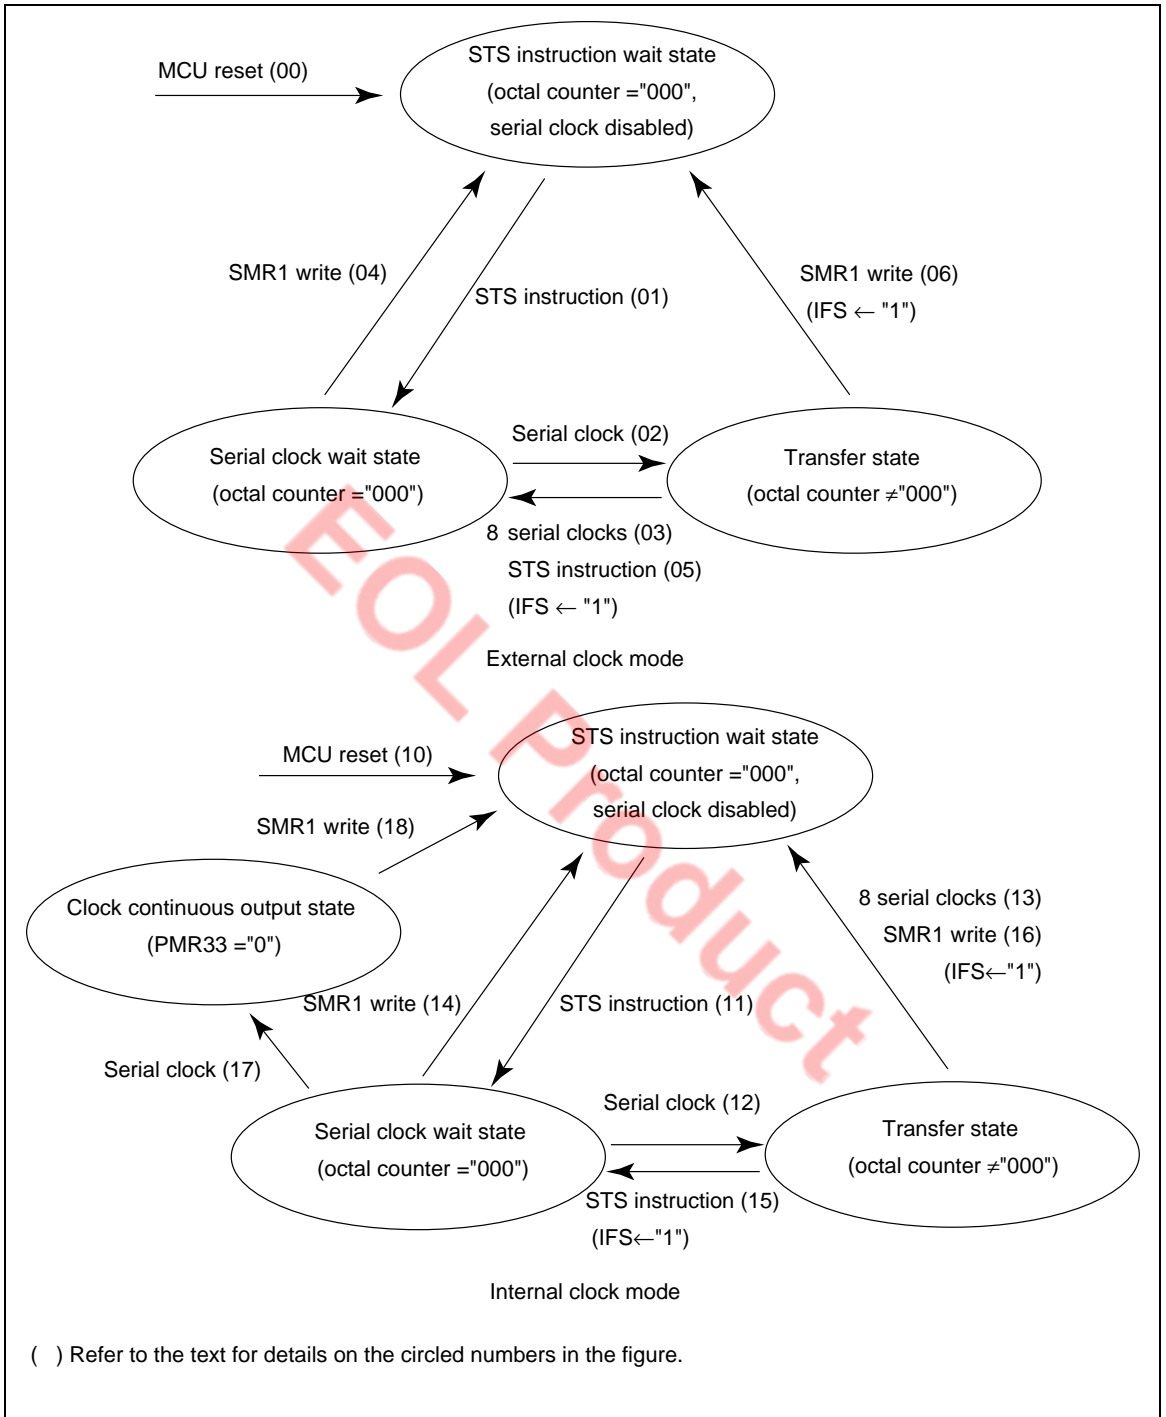 STS instruction wait state
(octal counter ="000",
serial clock disabled)
MCU reset (00)
SMR1 write (04)
STS instruction (01)
SMR1 write (06)
(IFS ← "1")
Serial clock wait state
(octal counter ="000")
Serial clock (02)
Transfer state
(octal counter ≠"000")
8 serial clocks (03)
STS instruction (05)
(IFS ← "1")
External clock mode
MCU reset (10)
STS instruction wait state
(octal counter ="000",
serial clock disabled)
SMR1 write (18)
Clock continuous output state
(PMR33 ="0")
8 serial clocks (13)
SMR1 write (16)
(IFS←"1")
SMR1 write (14)
STS instruction (11)
Serial clock (17)
Serial clock wait state
(octal counter ="000")
Serial clock (12)
Transfer state
(octal counter ≠"000")
STS instruction (15)
(IFS←"1")
Internal clock mode
( ) Refer to the text for details on the circled numbers in the figure.
EOL Product